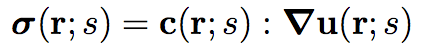 𝝈(𝐫; s) = 𝐜(𝐫; s) : 𝛁𝐮(𝐫; s)